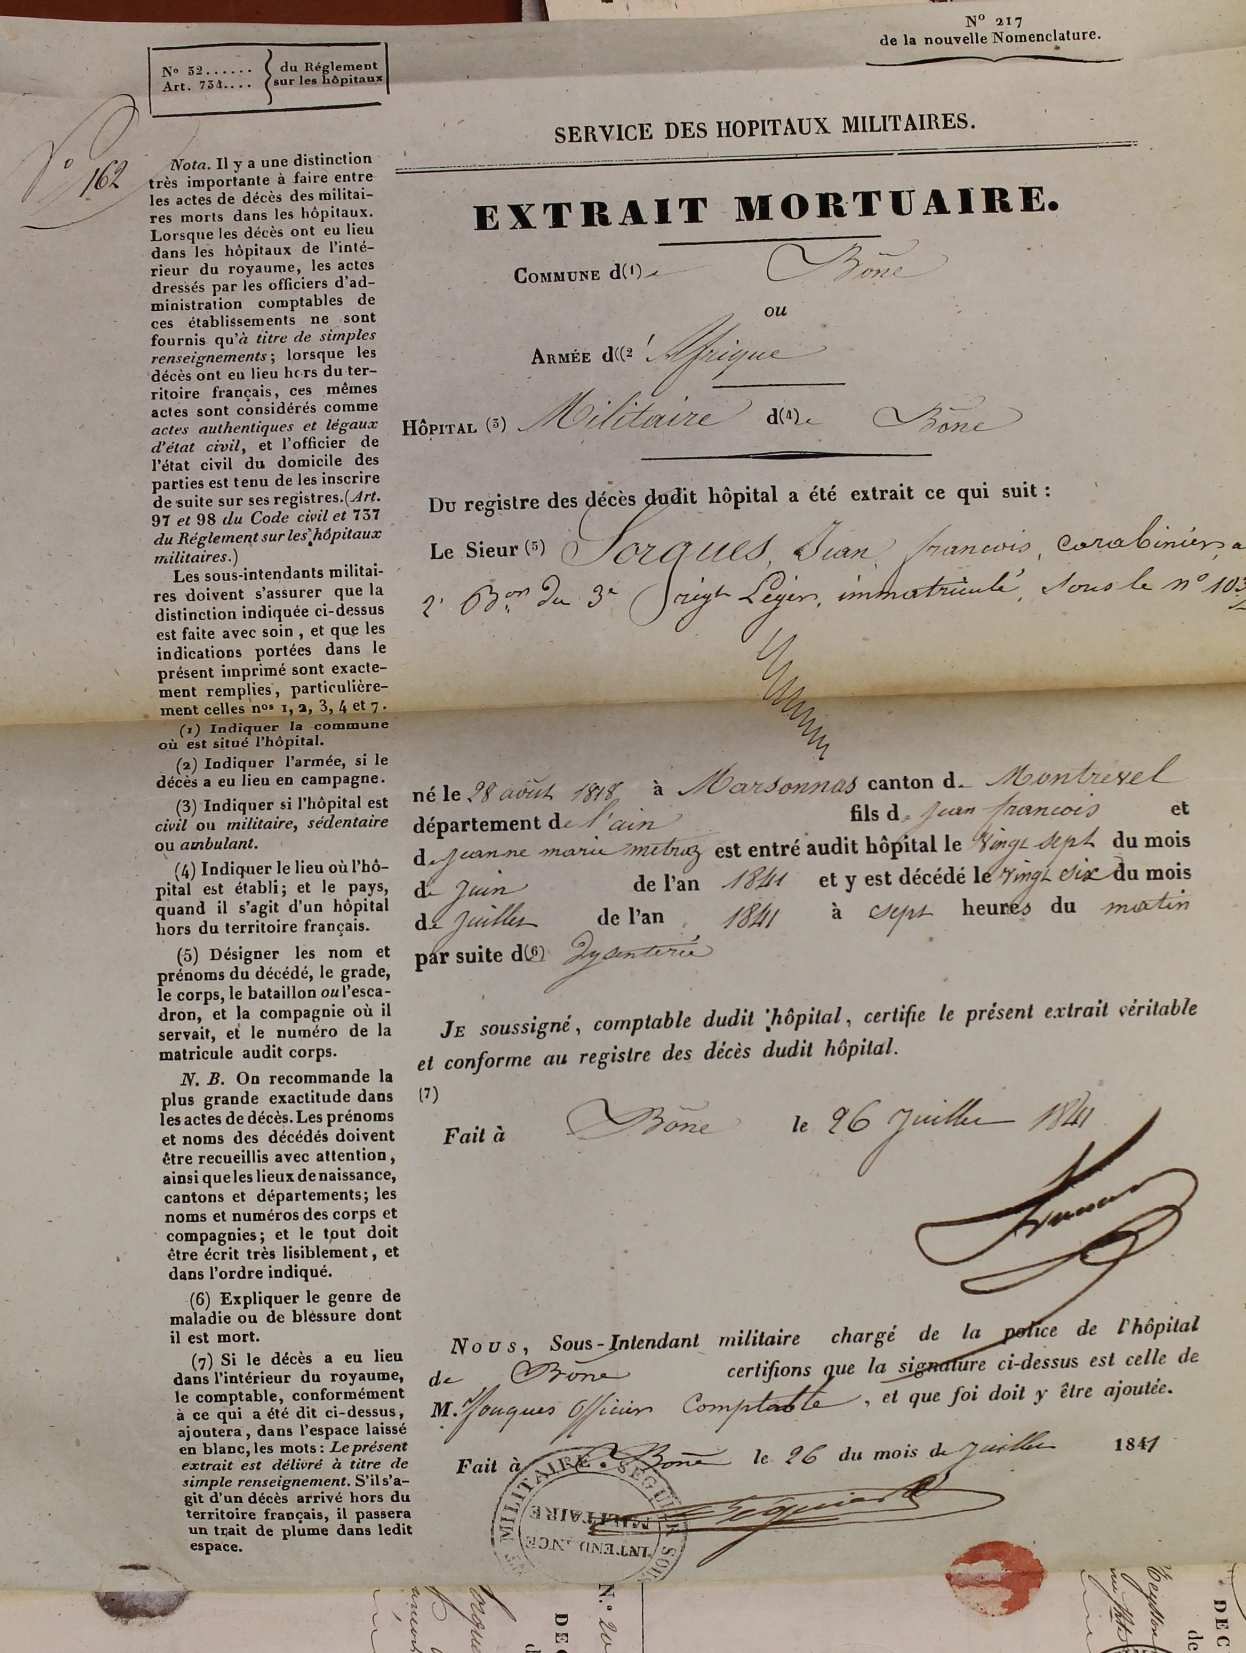 N° 217
de la nouvelle Nomenclature.
N° 52...... du Réglement
Art. 734.... sur les hôpitaux
N° 162
SERVICE DES HOPITAUX MILITAIRES.
EXTRAIT MORTUAIRE.
COMMUNE d(1)e Bône
ou
ARMÉE d((2' Afrique
HÔPITAL (3) Militaire d(4)e Bône
Du registre des décès dudit hôpital a été extrait ce qui suit :
Le Sieur (5) Sorgues, Jean, francois, carabinier, a
2e Bon du 3e régt Léger, immatriculé, sous le n° 103
né le 28 août 1818 à Marsonnas canton de Montrevel
département de l'ain fils de jean francois et
de jeanne marie metraz est entré audit hôpital le vingt sept du mois
de juin de l'an 1841 et y est décédé le vingt six du mois
de juillet de l'an 1841 à sept heures du matin
par suite d(6) dyssenterie
JE soussigné, comptable dudit hôpital, certifie le présent extrait véritable
et conforme au registre des décès dudit hôpital.
(7)
Fait à Bône le 26 juillet 1841
NOUS, Sous-Intendant militaire chargé de la police de l'hôpital
de Bône certifions que la signature ci-dessus est celle de
M. Jouques officier Comptable, et que foi doit y être ajoutée.
Fait à Bône le 26 du mois de juillet 1841
INTENDANCE MILITAIRE
Nota. Il y a une distinction
très importante à faire entre
les actes de décès des militai-
res morts dans les hôpitaux.
Lorsque les décès ont eu lieu
dans les hôpitaux de l'inté-
rieur du royaume, les actes
dressés par les officiers d'ad-
ministration comptables de
ces établissements ne sont
fournis qu'à titre de simples
renseignements; lorsque les
décès ont eu lieu hors du ter-
ritoire français, ces mêmes
actes sont considérés comme
actes authentiques et légaux
d'état civil, et l'officier de
l'état civil du domicile des
parties est tenu de les inscrire
de suite sur ses registres.(Art.
97 et 98 du Code civil et 737
du Réglement sur les hôpitaux
militaires.)
Les sous-intendants militai-
res doivent s'assurer que la
distinction indiquée ci-dessus
est faite avec soin, et que les
indications portées dans le
présent imprimé sont exacte-
ment remplies, particulière-
ment celles nos 1, 2, 3, 4 et 7.
(1) Indiquer la commune
où est situé l'hôpital.
(2) Indiquer l'armée, si le
décès a eu lieu en campagne.
(3) Indiquer si l'hôpital est
civil ou militaire, sédentaire
ou ambulant.
(4) Indiquer le lieu où l'hô-
pital est établi; et le pays,
quand il s'agit d'un hôpital
hors du territoire français.
(5) Désigner les nom et
prénoms du décédé, le grade,
le corps, le bataillon ou l'esca-
dron, et la compagnie où il
servait, et le numéro de la
matricule audit corps.
N. B. On recommande la
plus grande exactitude dans
les actes de décès. Les prénoms
et noms des décédés doivent
être recueillis avec attention,
ainsi que les lieux de naissance,
cantons et départements; les
noms et numéros des corps et
compagnies; et le tout doit
être écrit très lisiblement, et
dans l'ordre indiqué.
(6) Expliquer le genre de
maladie ou de blessure dont
il est mort.
(7) Si le décès a eu lieu
dans l'intérieur du royaume,
le comptable, conformément
à ce qui a été dit ci-dessus,
ajoutera, dans l'espace laissé
en blanc, les mots: Le présent
extrait est délivré à titre de
simple renseignement. S'il s'a-
git d'un décès arrivé hors du
territoire français, il passera
un trait de plume dans ledit
espace.
N.° 20
DEC
DEC
de